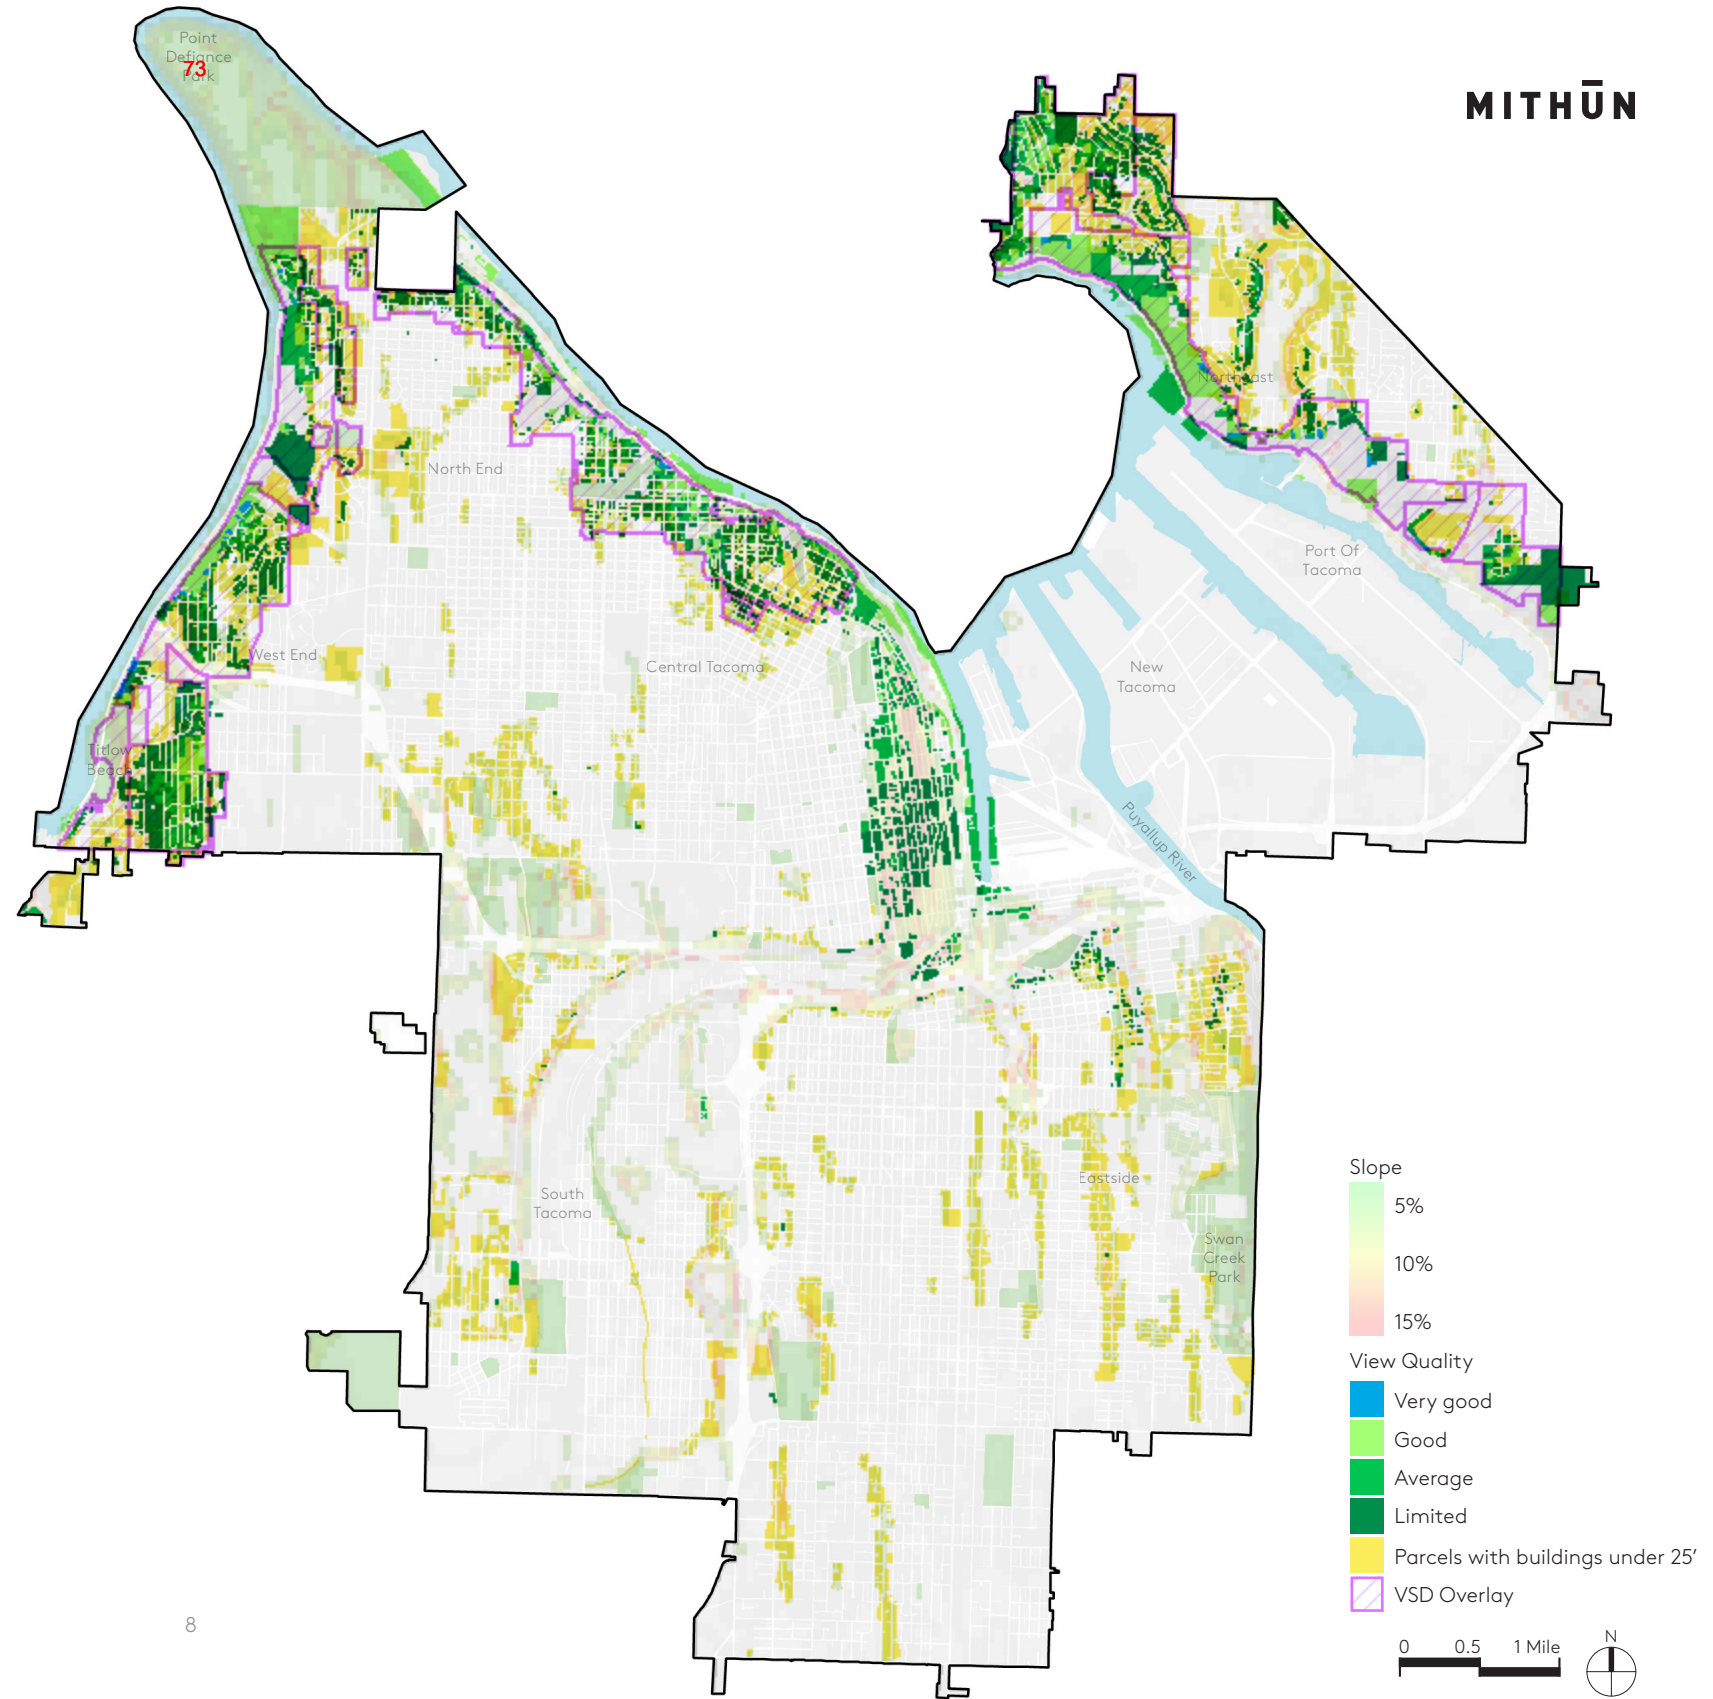 Point
Defiance
Park
73
MITHŪN
Northeast
North End
Port Of
Tacoma
West End
Central Tacoma
New
Tacoma
Titlow
Beach
Puyallup River
South
Tacoma
Eastside
Swan
Creek
Park
Slope
5%
10%
15%
View Quality
Very good
Good
Average
Limited
Parcels with buildings under 25’
VSD Overlay
8
0 0.5 1 Mile
N